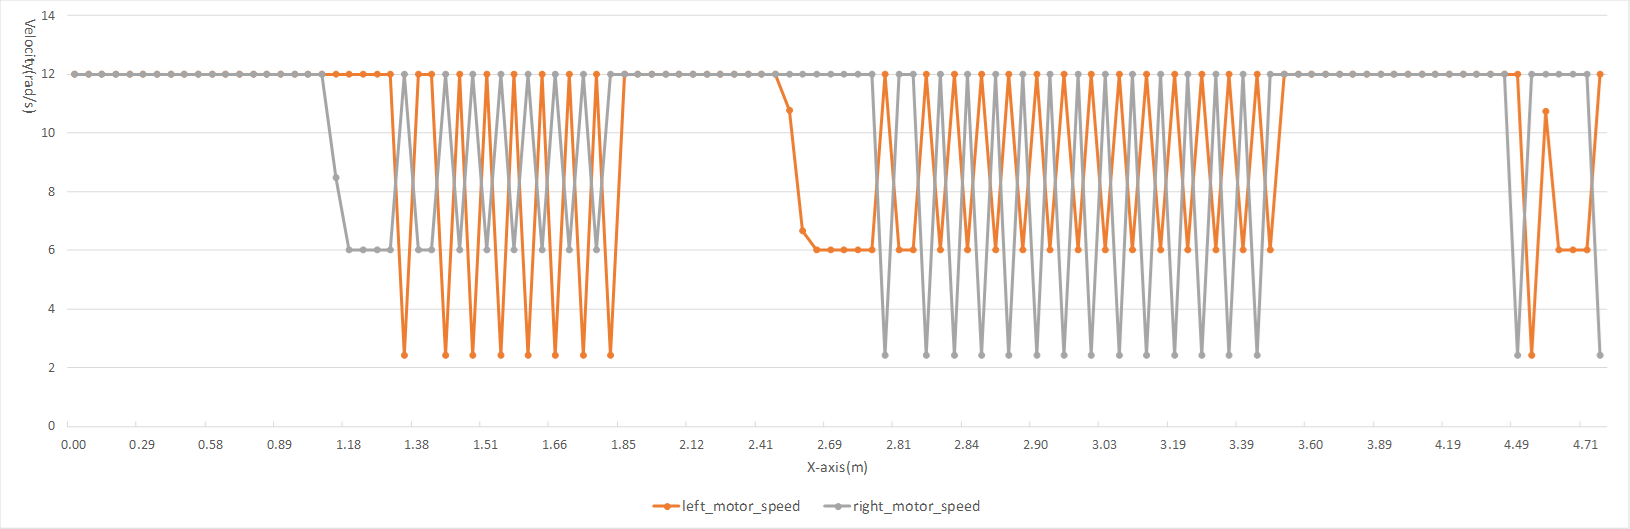 Velocity(rad/s)
14
12
10
8
6
4
2
0
0.00 0.29 0.58 0.89 1.18 1.38 1.51 1.66 1.85 2.12 2.41 2.69 2.81 2.84 2.90 3.03 3.19 3.39 3.60 3.89 4.19 4.49 4.71
X-axis(m)
left_motor_speed right_motor_speed